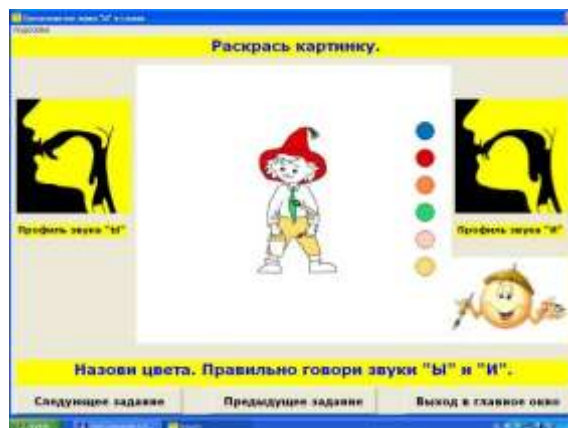 Раскрась картинку.
Профиль звука "Ы"
Профиль звука "И"
Назови цвета. Правильно говори звуки "Ы" и "И".
Следующее задание
Предыдущее задание
Выход в главное окно